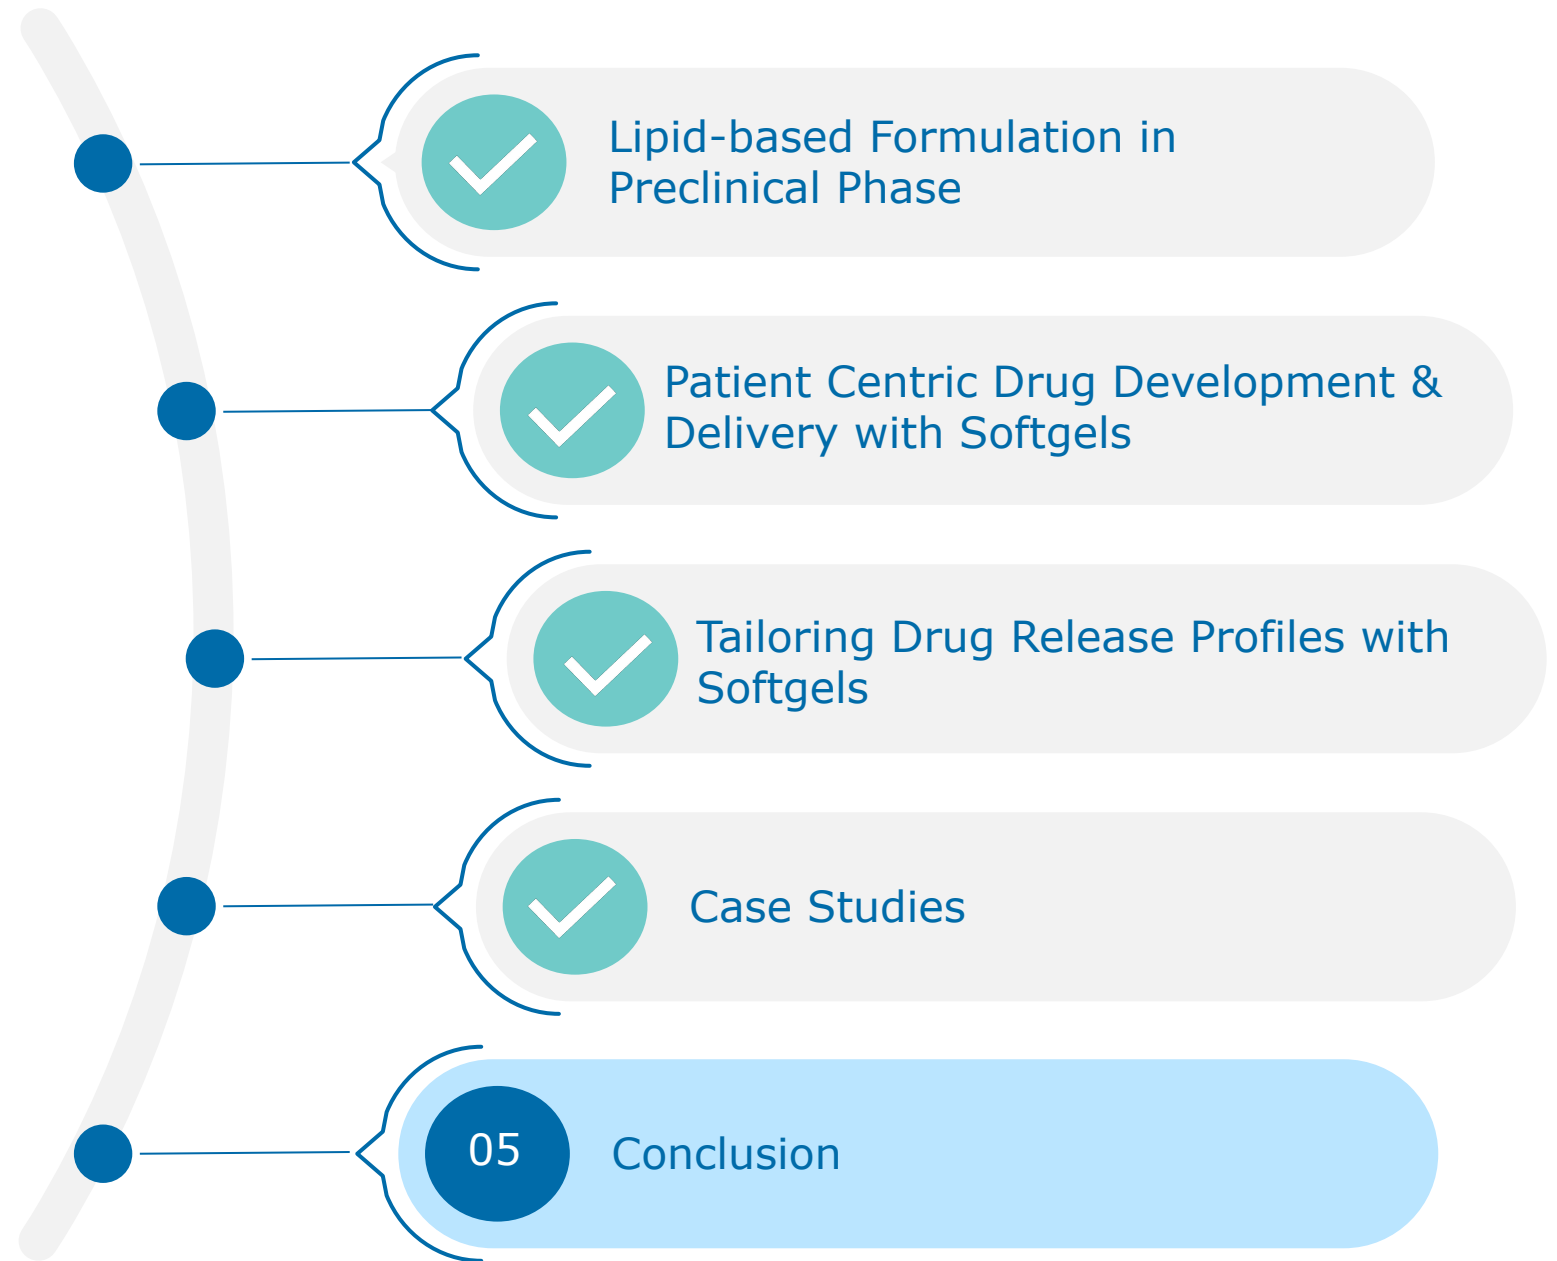 Lipid-based Formulation in
Preclinical Phase
Patient Centric Drug Development &
Delivery with Softgels
Tailoring Drug Release Profiles with
Softgels
Case Studies
05
Conclusion